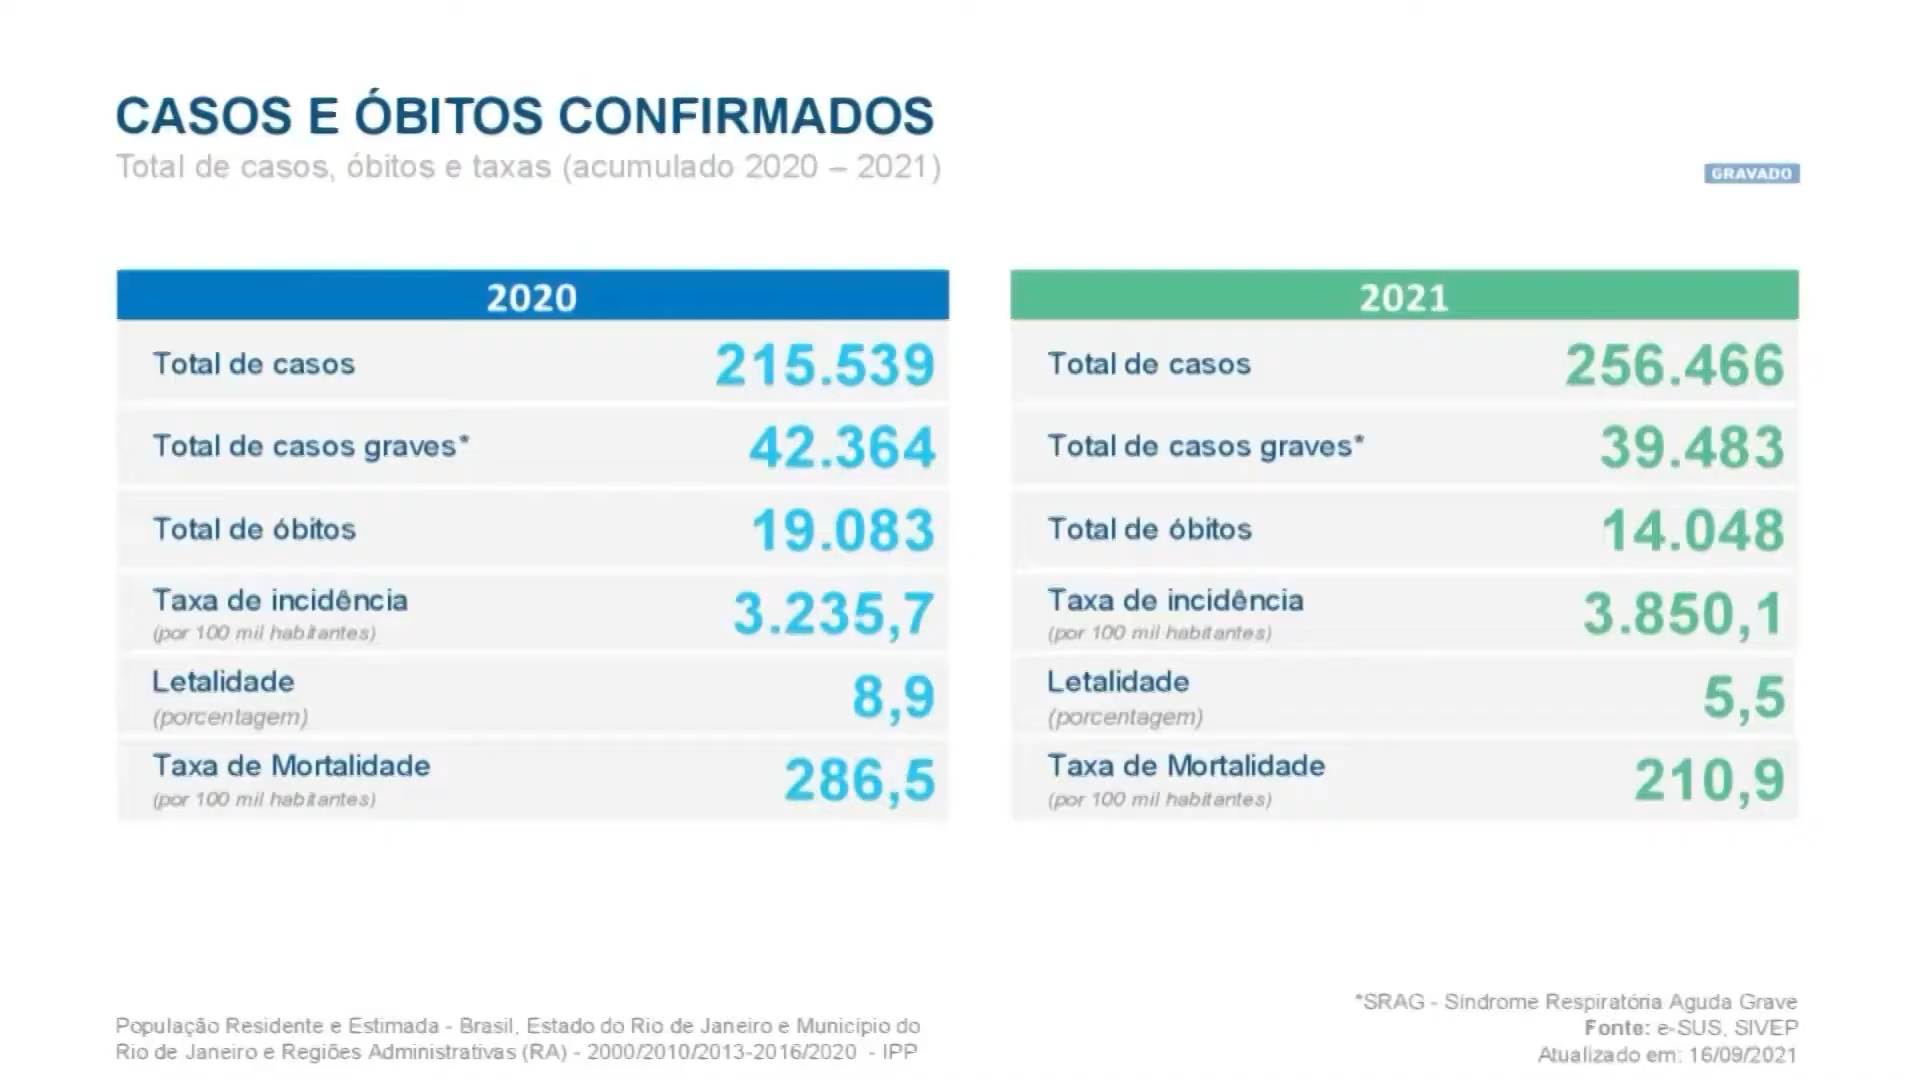 CASOS E ÓBITOS CONFIRMADOS
Total de casos, óbitos e taxas (acumulado 2020 – 2021)
GRAVADO
2020
Total de casos 215.539
Total de casos graves* 42.364
Total de óbitos 19.083
Taxa de incidência 3.235,7
(por 100 mil habitantes)
Letalidade 8,9
(porcentagem)
Taxa de Mortalidade 286,5
(por 100 mil habitantes)
2021
Total de casos 256.466
Total de casos graves* 39.483
Total de óbitos 14.048
Taxa de incidência 3.850,1
(por 100 mil habitantes)
Letalidade 5,5
(porcentagem)
Taxa de Mortalidade 210,9
(por 100 mil habitantes)
População Residente e Estimada - Brasil, Estado do Rio de Janeiro e Município do
Rio de Janeiro e Regiões Administrativas (RA) - 2000/2010/2013-2016/2020 - IPP
*SRAG - Síndrome Respiratória Aguda Grave
Fonte: e-SUS, SIVEP
Atualizado em: 16/09/2021